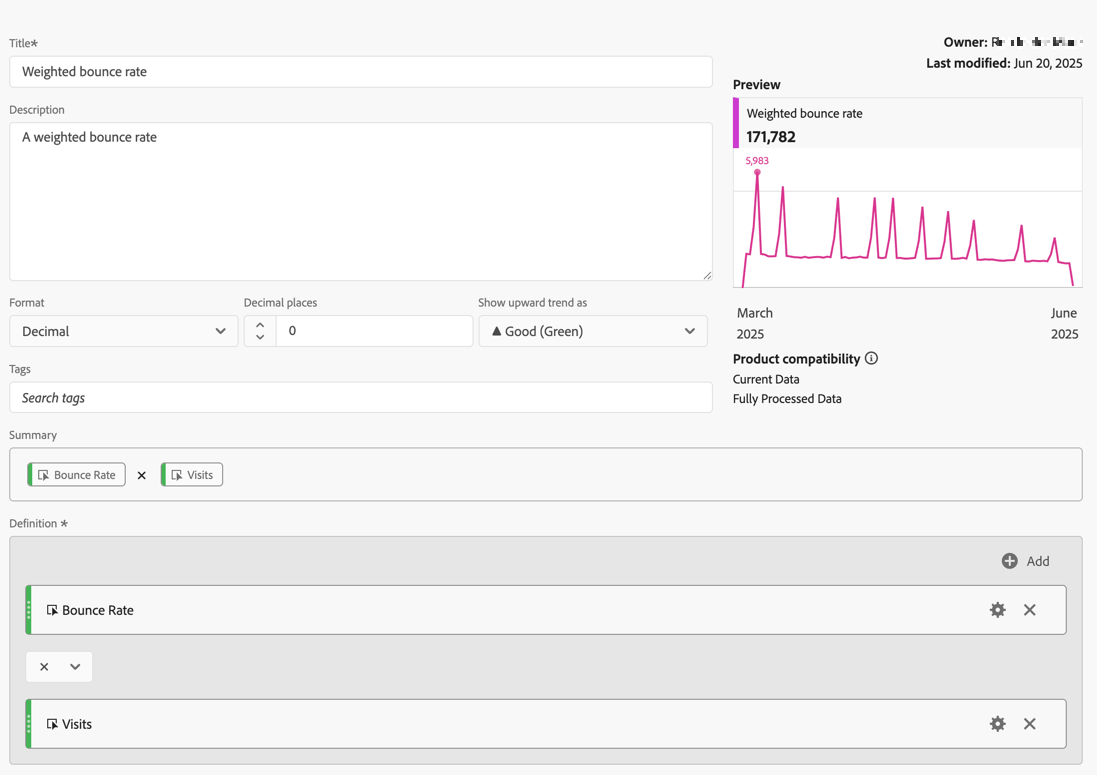 Title*
Weighted bounce rate
Description
A weighted bounce rate
Format
Decimal places
Show upward trend as
Decimal
0
Good (Green)
Tags
Search tags
Owner:
Last modified: Jun 20, 2025
Preview
Weighted bounce rate
171,782
5,983
March
2025
June
2025
Product compatibility
Current Data
Fully Processed Data
Summary
Bounce Rate × Visits
Definition *
Add
Bounce Rate
×
Visits